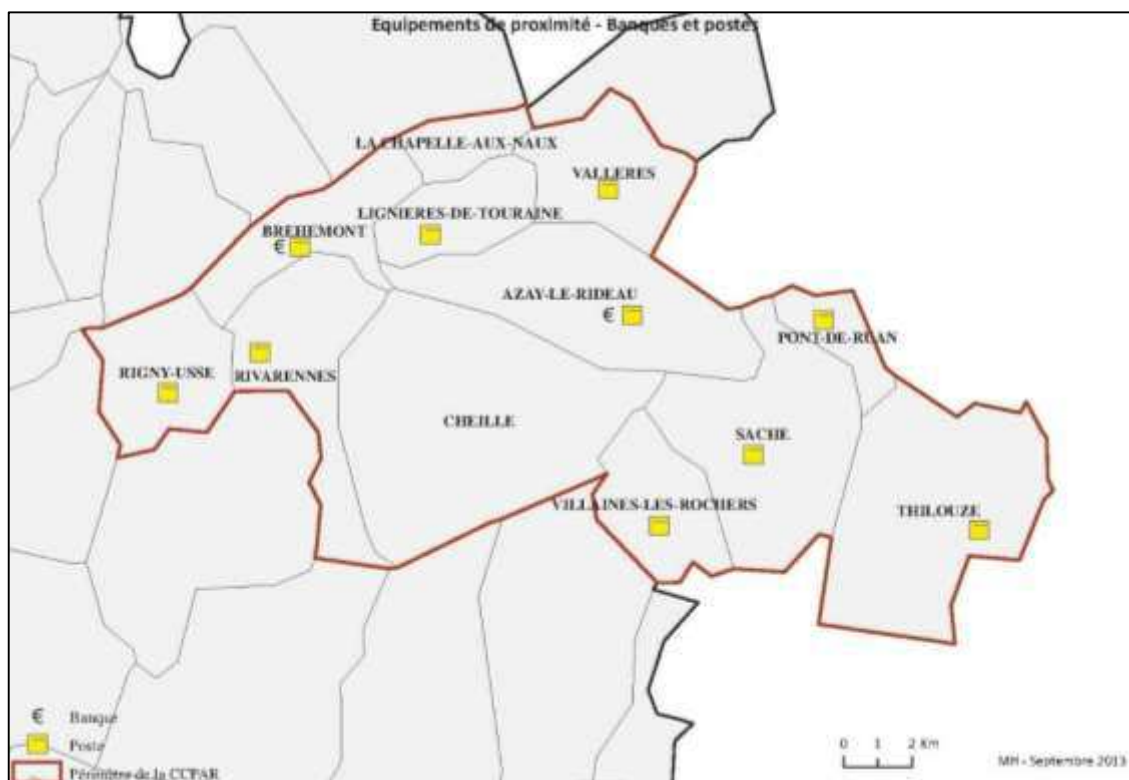 Equipements de proximité - Banques et postes
LA CHAPELLE-AUX-NAUX
VALLERES
LIGNIERES-DE-TOURAINE
BREHEMONT
€
AZAY-LE-RIDEAU
€
PONT-DE-RUAN
RIGNY-USSE
RIVARENNES
CHEILLE
SACHE
VILLAINES-LES-ROCHERS
THILOUZE
€ Banque
Poste
Périmètre de la CCPAR
0 1 2 Km
MH - Septembre 2013